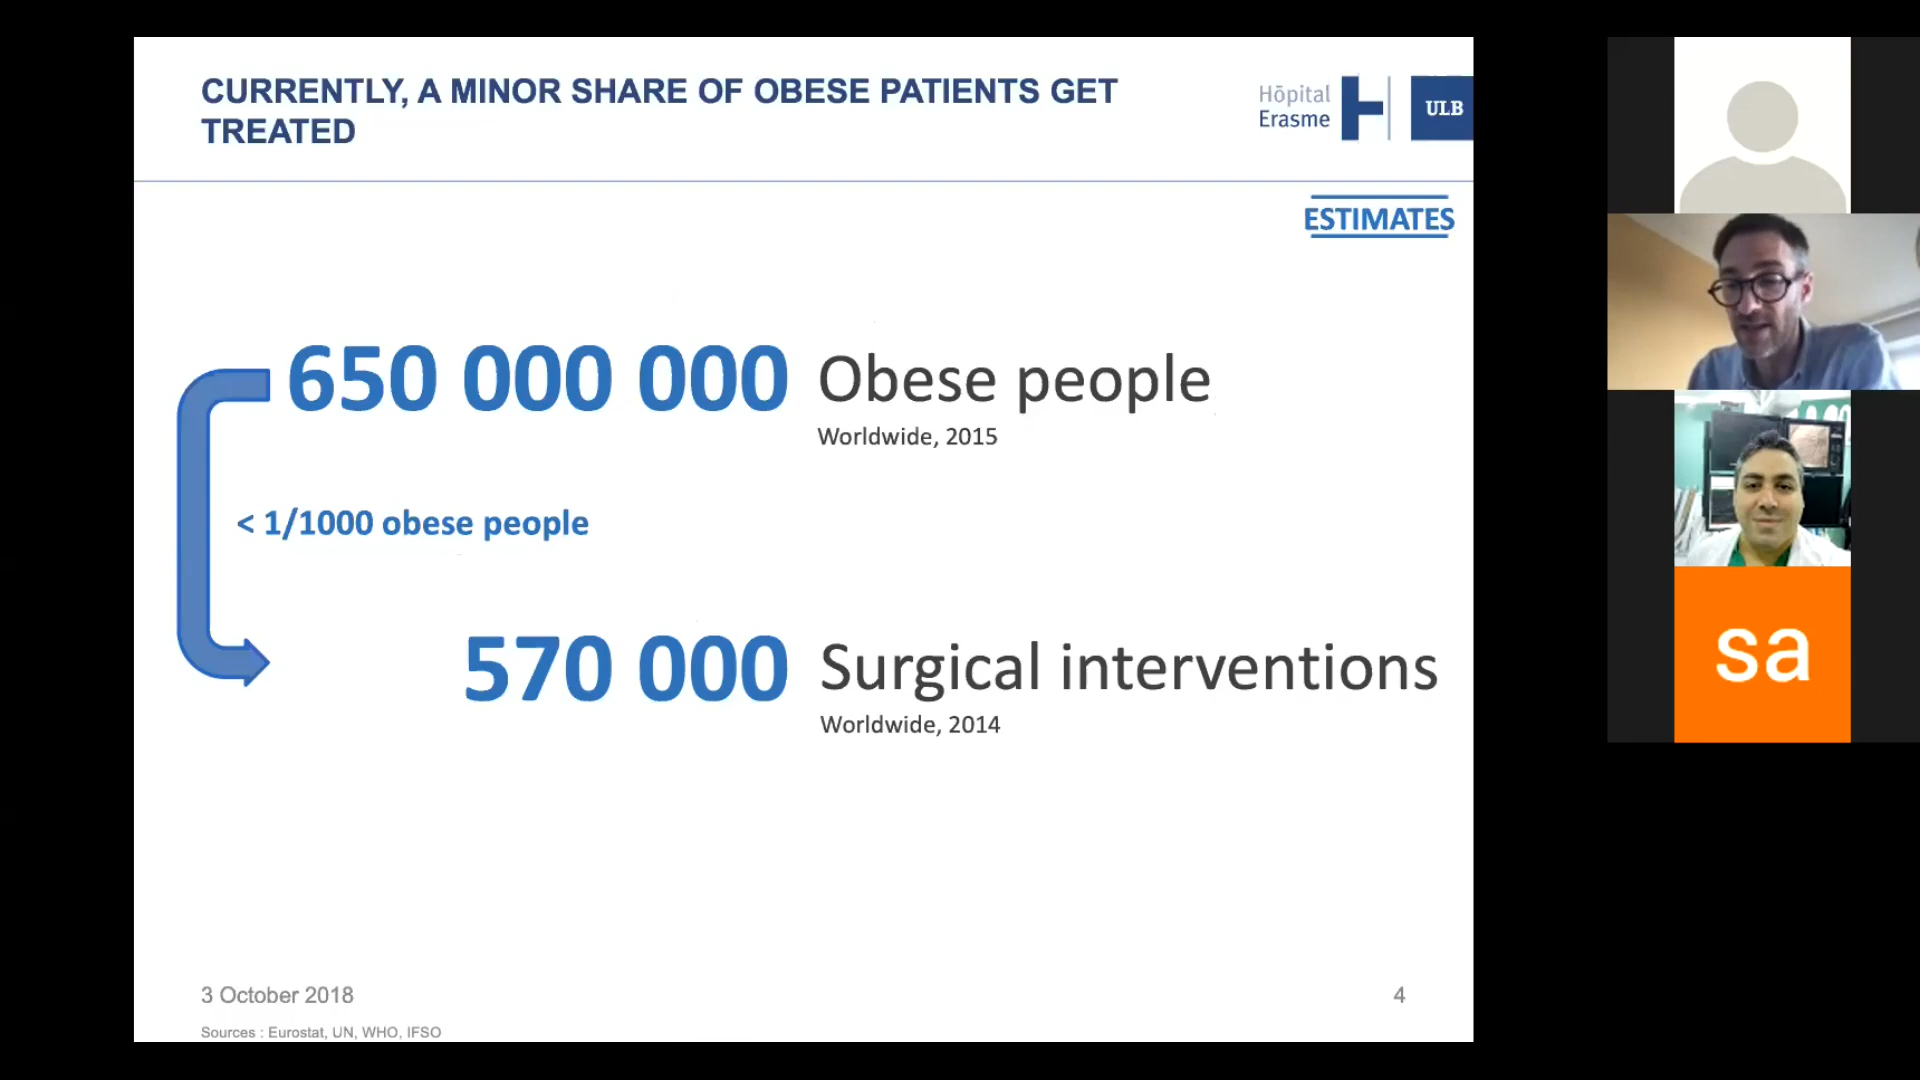 CURRENTLY, A MINOR SHARE OF OBESE PATIENTS GET
TREATED
Hôpital
Erasme
ULB
ESTIMATES
650 000 000 Obese people
Worldwide, 2015
< 1/1000 obese people
570 000 Surgical interventions
Worldwide, 2014
3 October 2018
4
Sources : Eurostat, UN, WHO, IFSO
sa